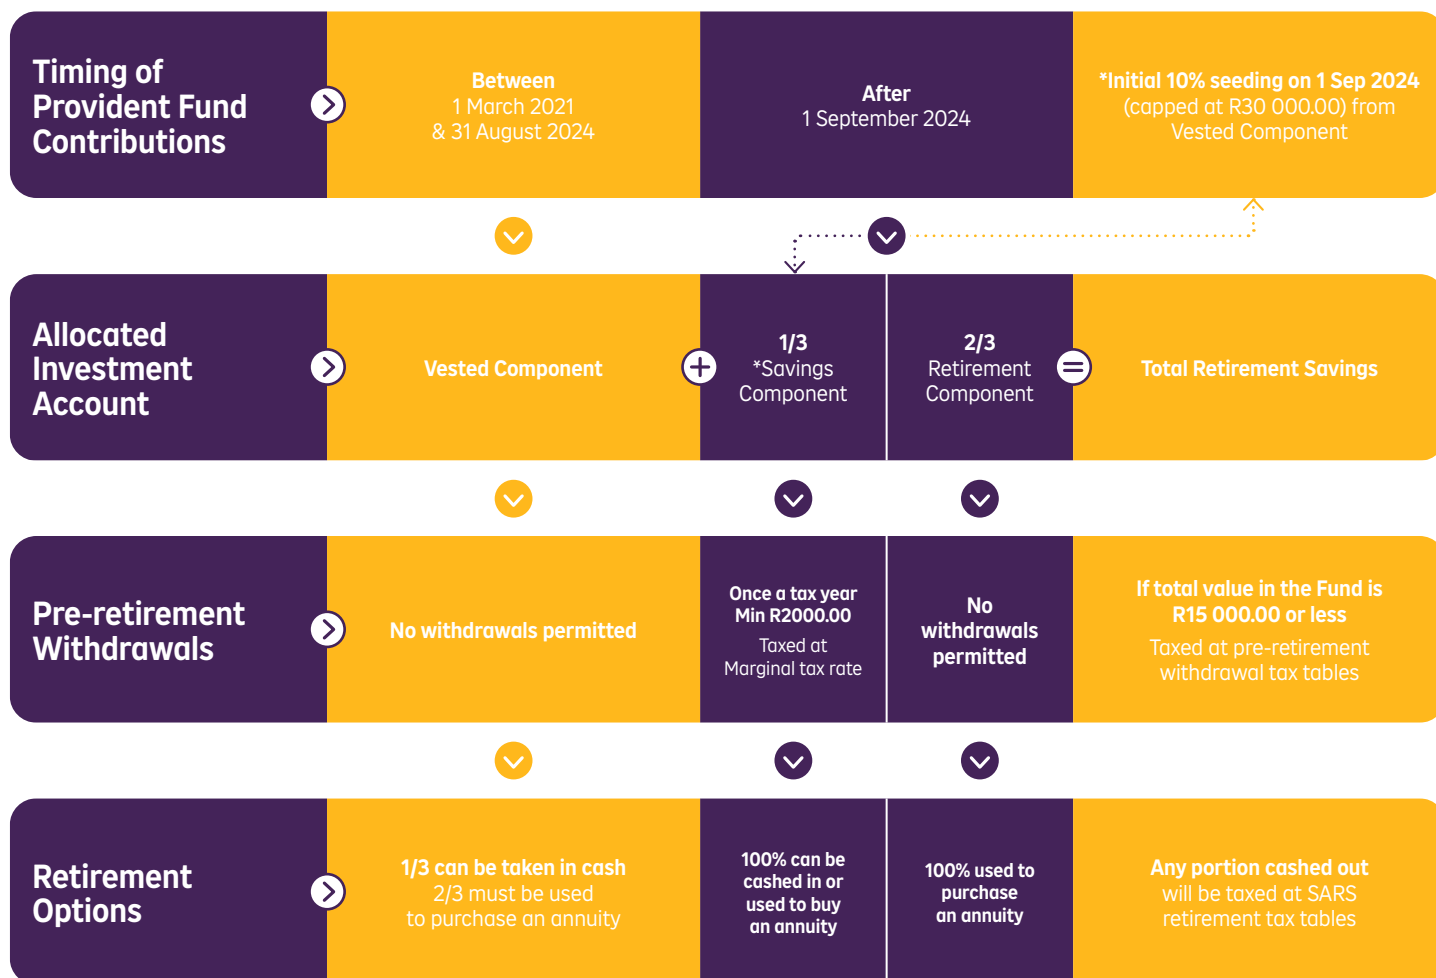 Timing of
Provident Fund
Contributions
Between
1 March 2021
& 31 August 2024
After
1 September 2024
*Initial 10% seeding on 1 Sep 2024
(capped at R30 000.00) from
Vested Component
Allocated
Investment
Account
Vested Component
1/3
*Savings
Component
2/3
Retirement
Component
Total Retirement Savings
Pre-retirement
Withdrawals
No withdrawals permitted
Once a tax year
Min R2000.00
Taxed at
Marginal tax rate
No
withdrawals
permitted
If total value in the Fund is
R15 000.00 or less
Taxed at pre-retirement
withdrawal tax tables
Retirement
Options
1/3 can be taken in cash
2/3 must be used
to purchase an annuity
100% can be
cashed in or
used to buy
an annuity
100% used to
purchase
an annuity
Any portion cashed out
will be taxed at SARS
retirement tax tables